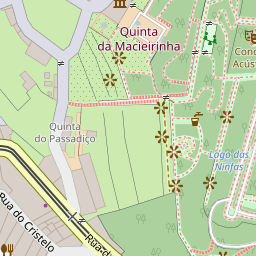 Quinta
da Macieirinha
Conc
Acúst
Quinta
do Passadiço
Lago das
Ninfas
Rua do Cristelo
Rua d